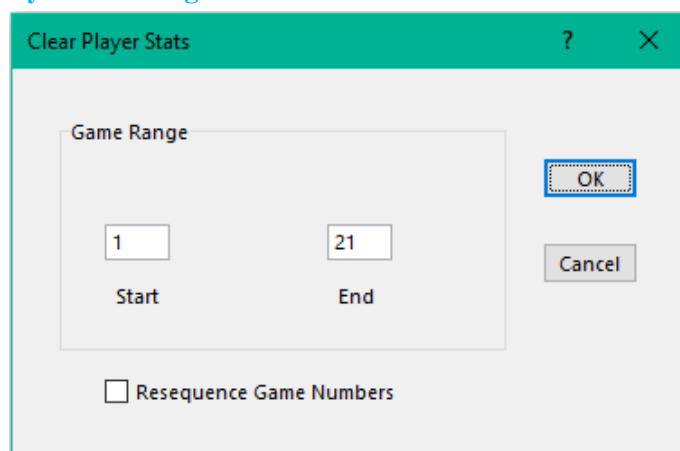 Clear Player Stats ?
Game Range
OK
1 21
Cancel
Start End
Resequence Game Numbers